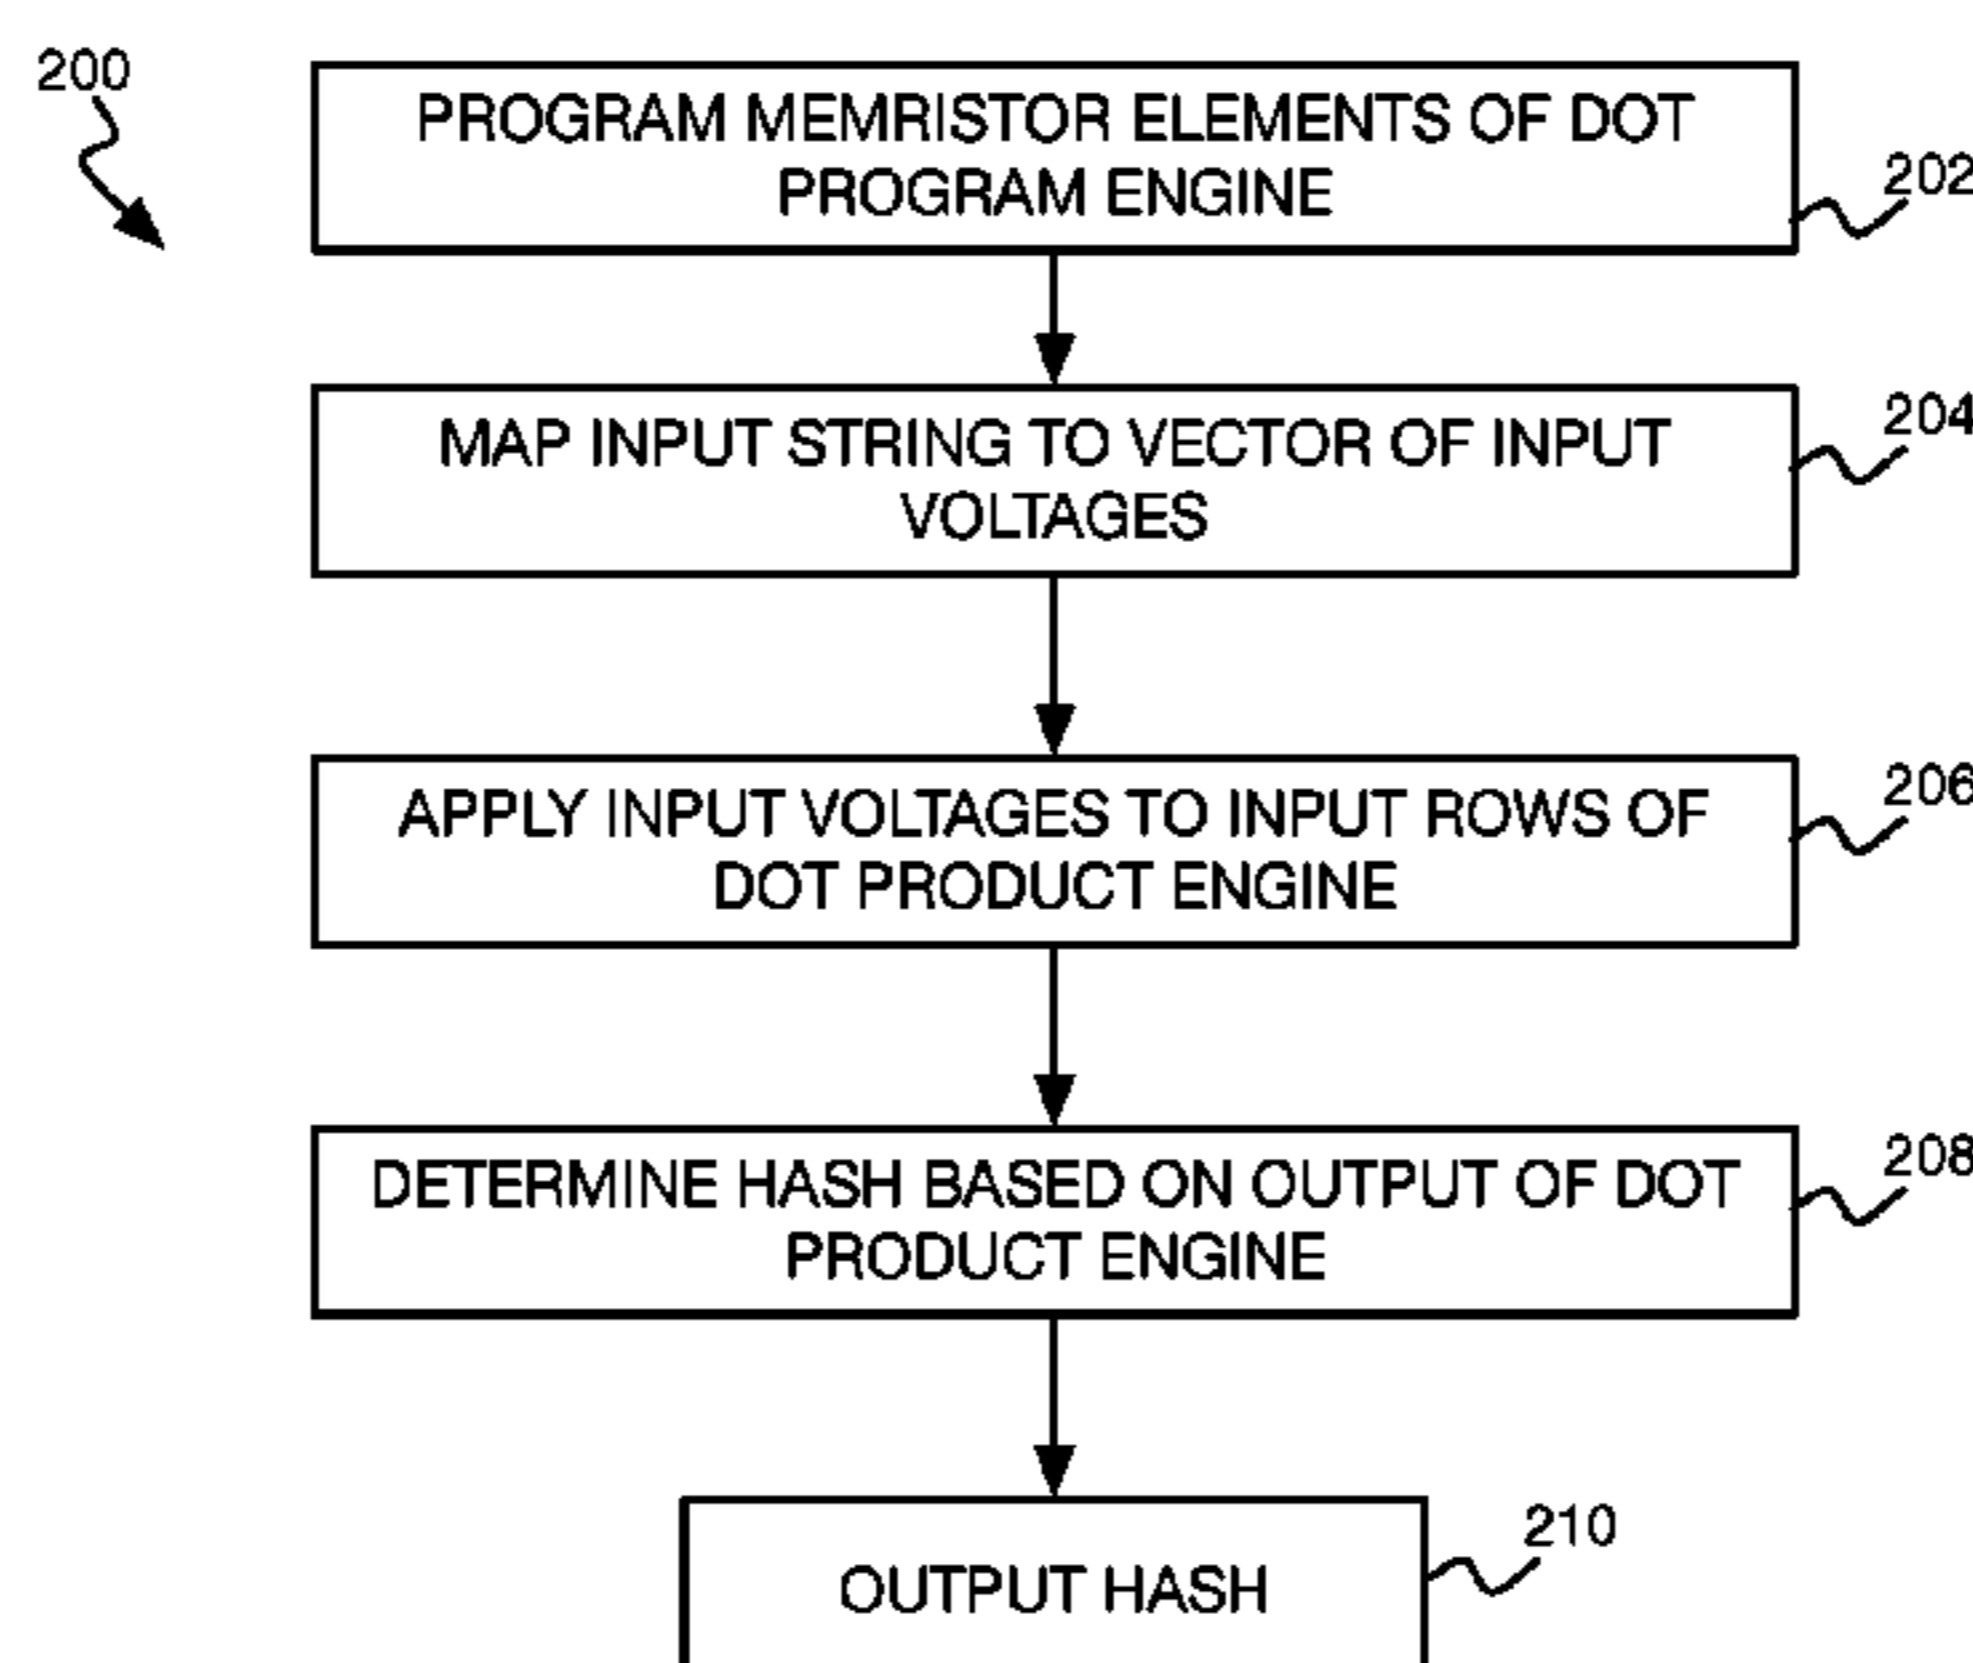 200
PROGRAM MEMRISTOR ELEMENTS OF DOT
PROGRAM ENGINE
202
MAP INPUT STRING TO VECTOR OF INPUT
VOLTAGES
204
APPLY INPUT VOLTAGES TO INPUT ROWS OF
DOT PRODUCT ENGINE
206
DETERMINE HASH BASED ON OUTPUT OF DOT
PRODUCT ENGINE
208
OUTPUT HASH
210